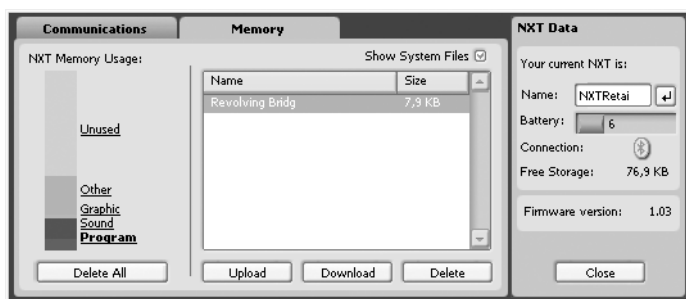 Communications
Memory
NXT Memory Usage:
Show System Files
Name Size
Revolving Bridg 7,9 KB
Unused
Other
Graphic
Sound
Program
Delete All
Upload
Download
Delete
NXT Data
Your current NXT is:
Name: NXTRetai
Battery: 6
Connection:
Free Storage: 76,9 KB
Firmware version: 1.03
Close